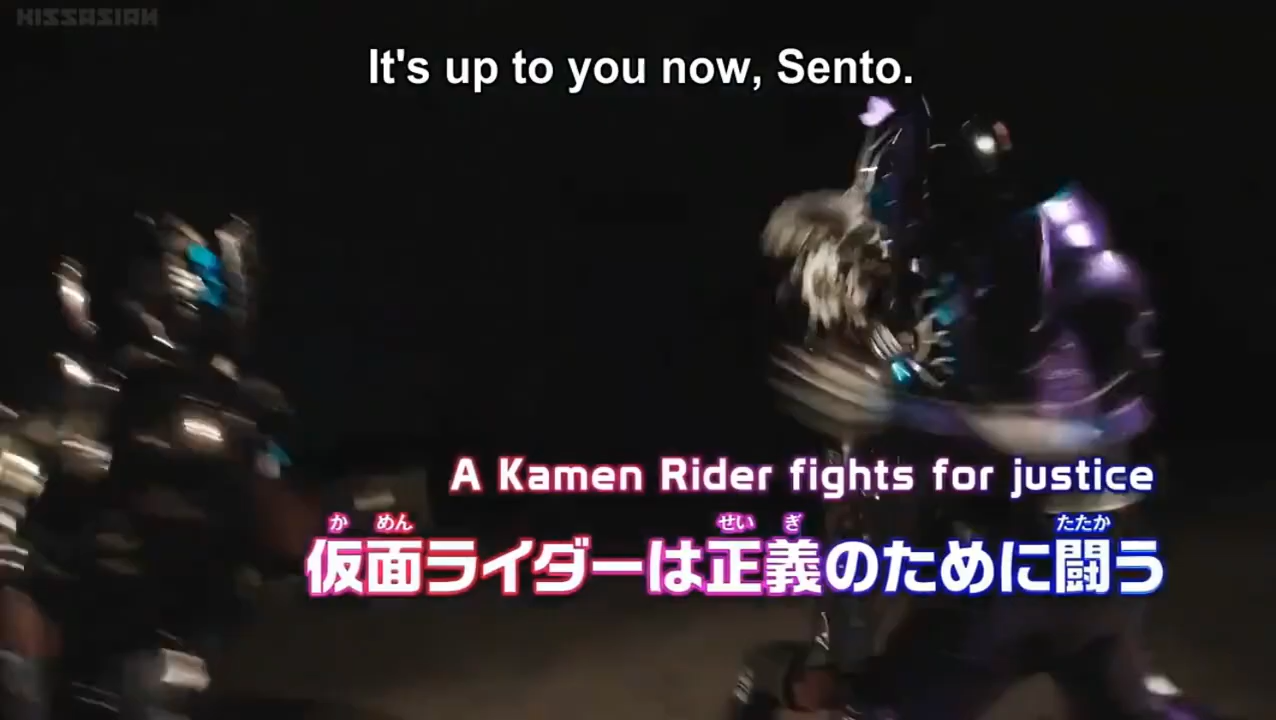 KISSASIAN
It's up to you now, Sento.
A Kamen Rider fights for justice
か めん せい ぎ たたか
仮面ライダーは正義のために闘う